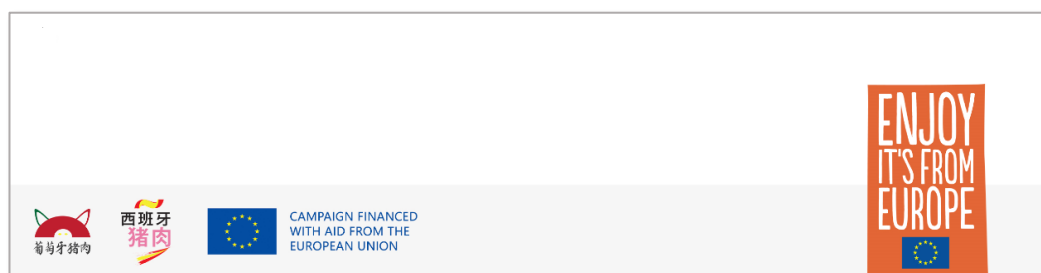 葡萄牙猪肉
西班牙
猪肉
CAMPAIGN FINANCED
WITH AID FROM THE
EUROPEAN UNION
ENJOY
IT'S FROM
EUROPE